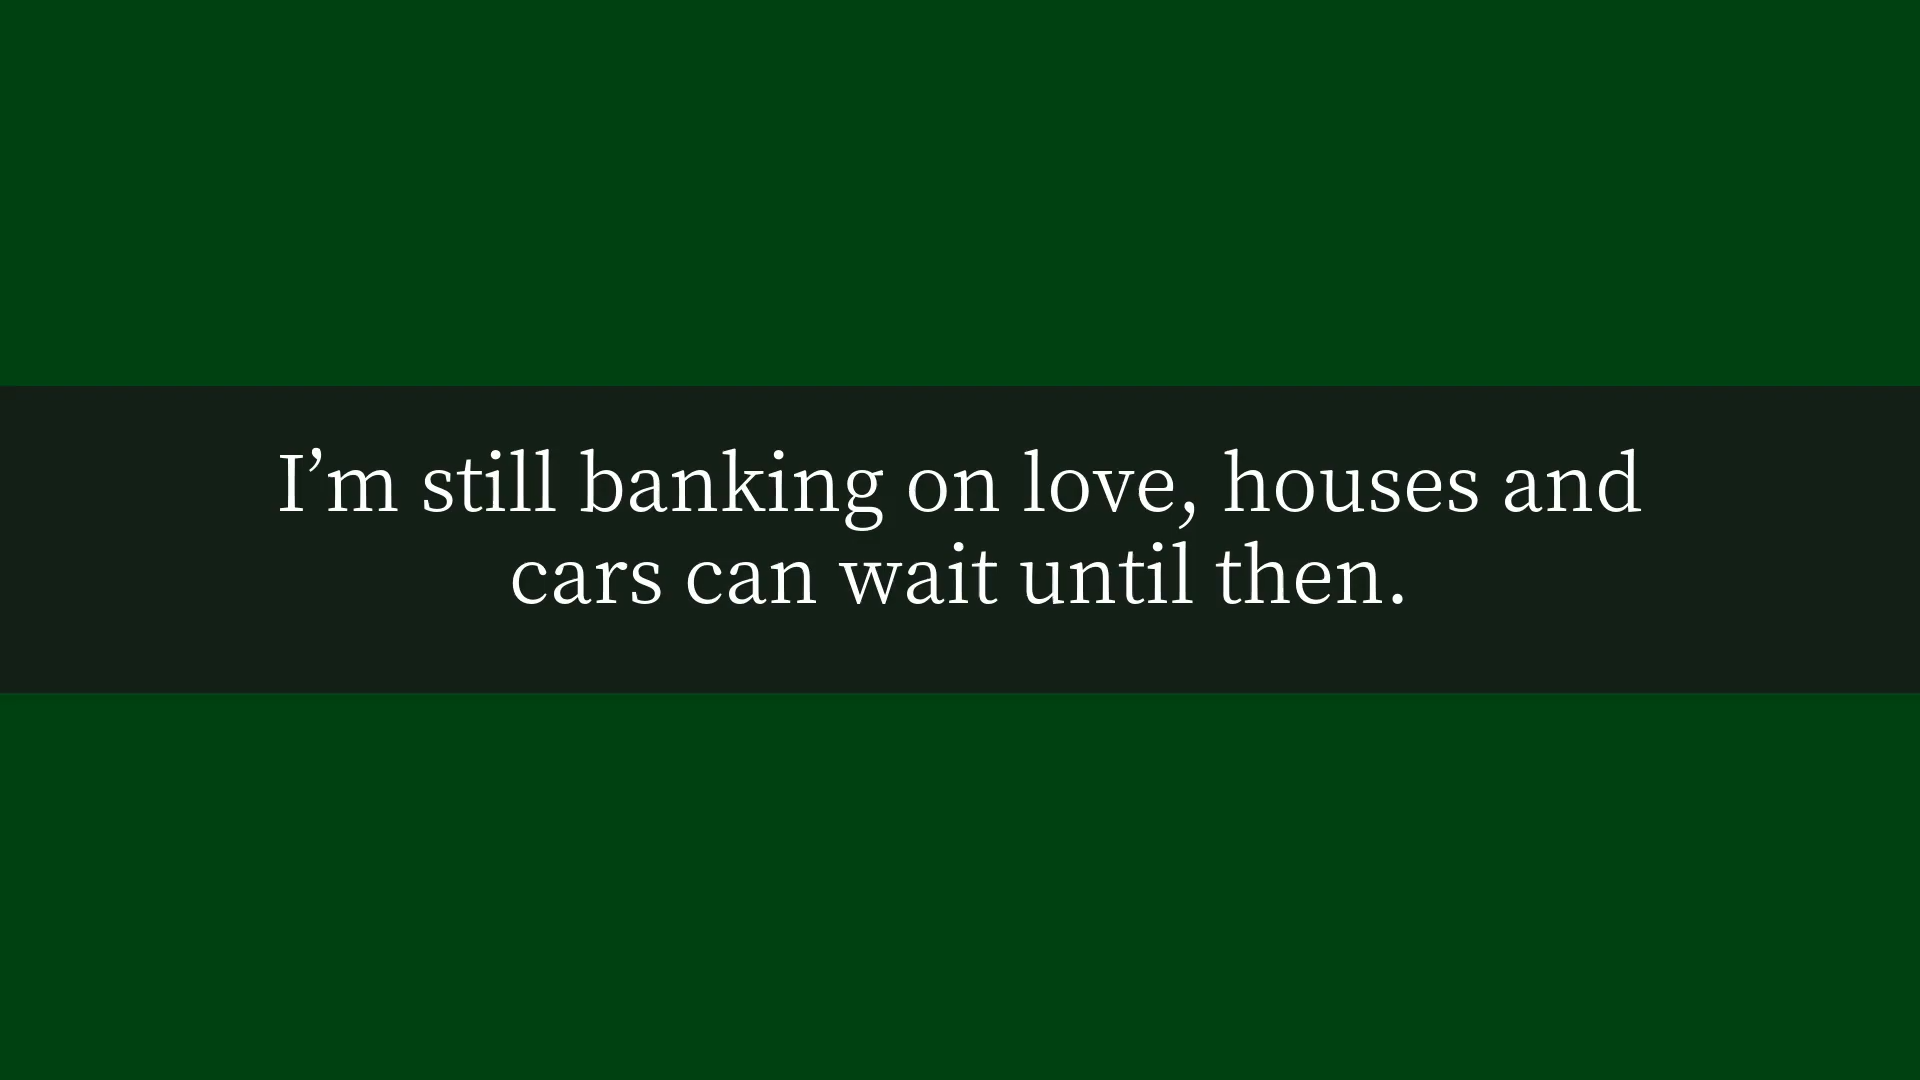 I’m still banking on love, houses and
cars can wait until then.